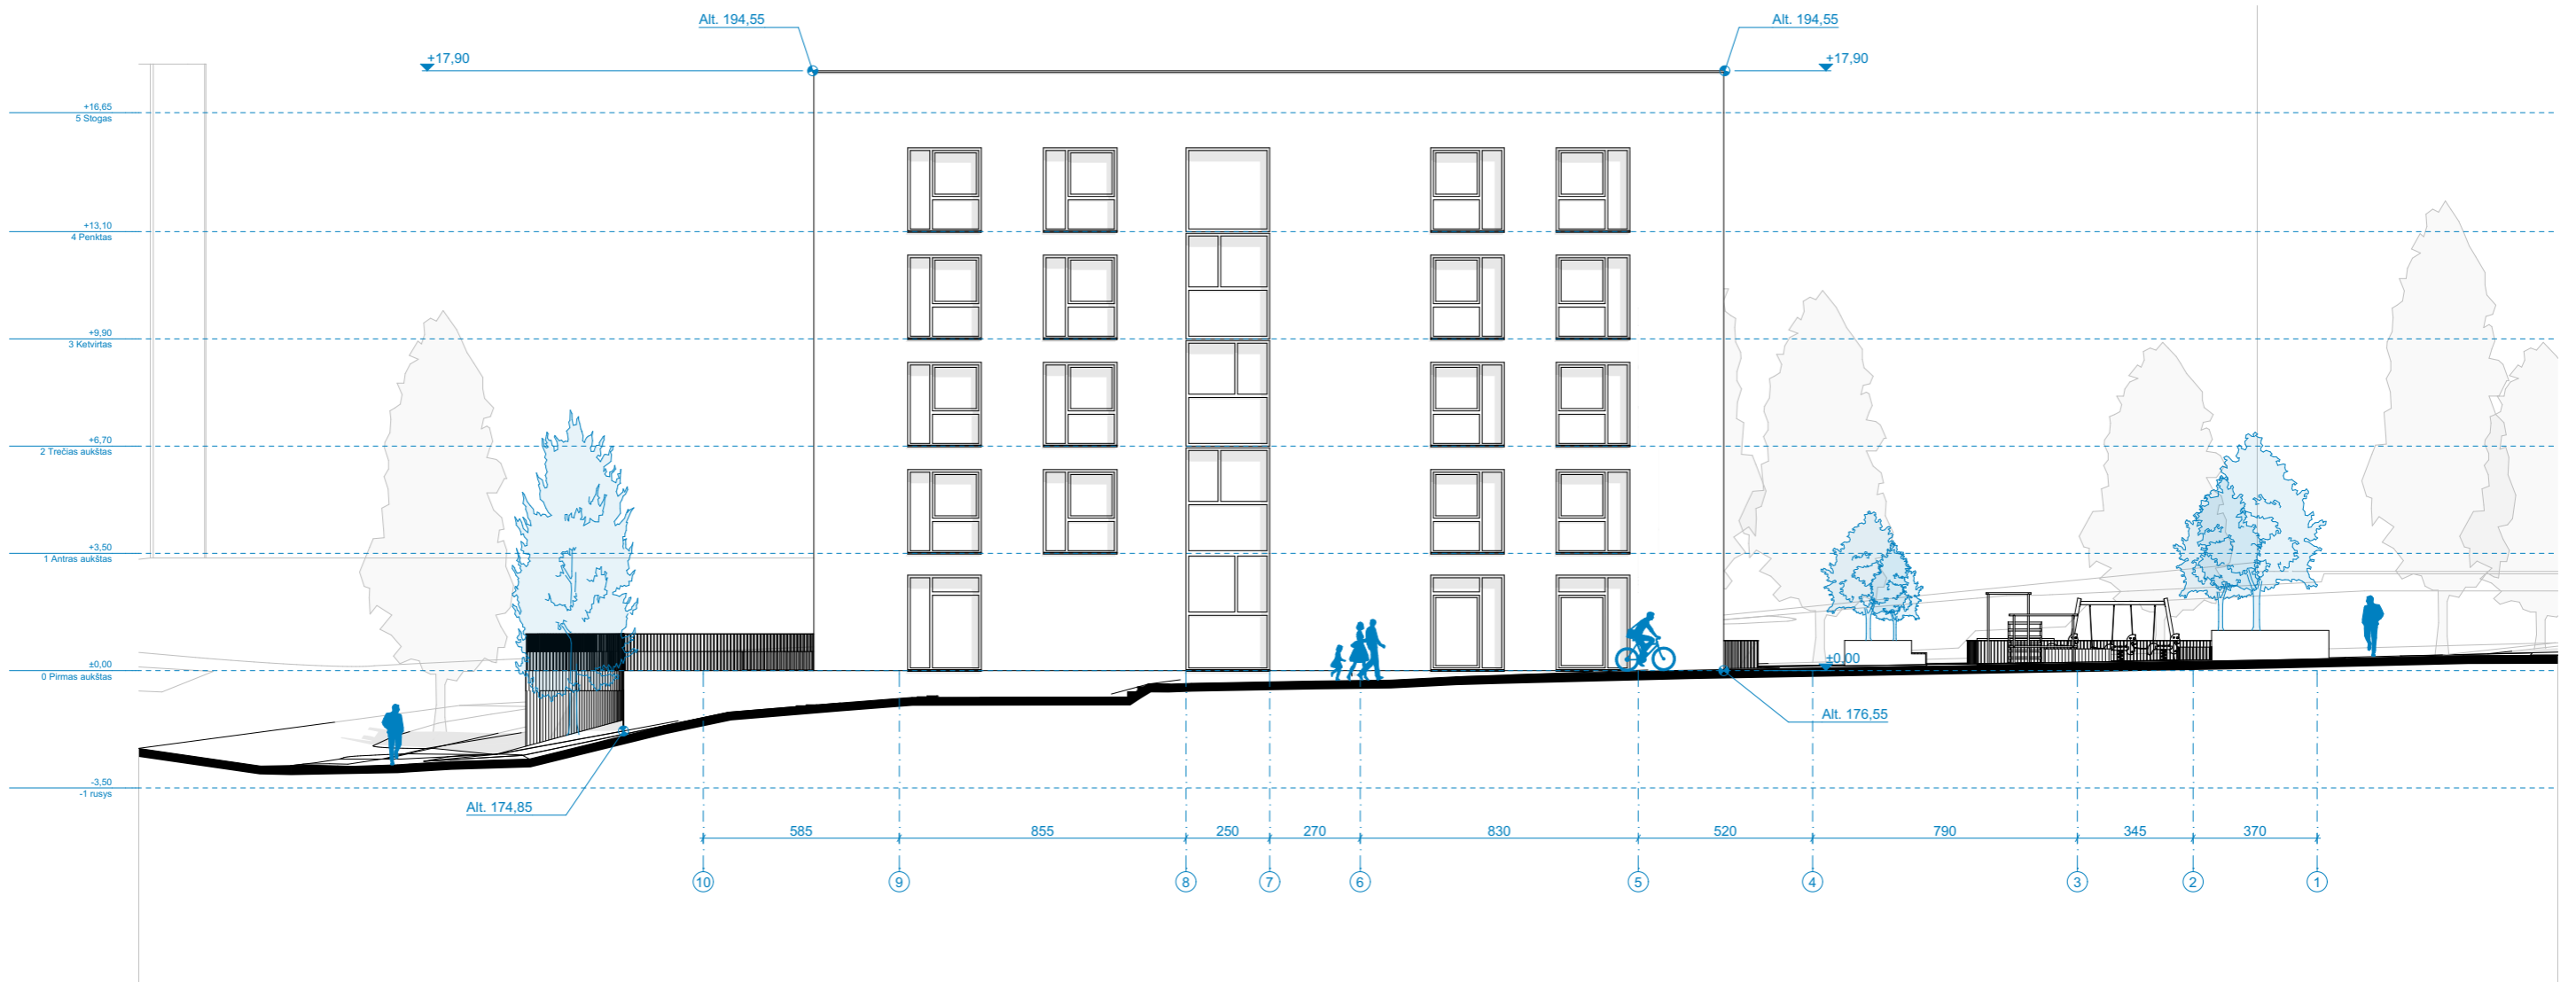 Alt. 194,55
Alt. 194,55
+17,90
+17,90
+16,65
5 Stogas
+13,10
4 Penktas
+9,90
3 Ketvirtas
+6,70
2 Trečias aukštas
+3,50
1 Antras aukštas
±0,00
0 Pirmas aukštas
±0,00
Alt. 176,55
-3,50
-1 rusys
Alt. 174,85
585 855 250 270 830 520 790 345 370
10 9 8 7 6 5 4 3 2 1